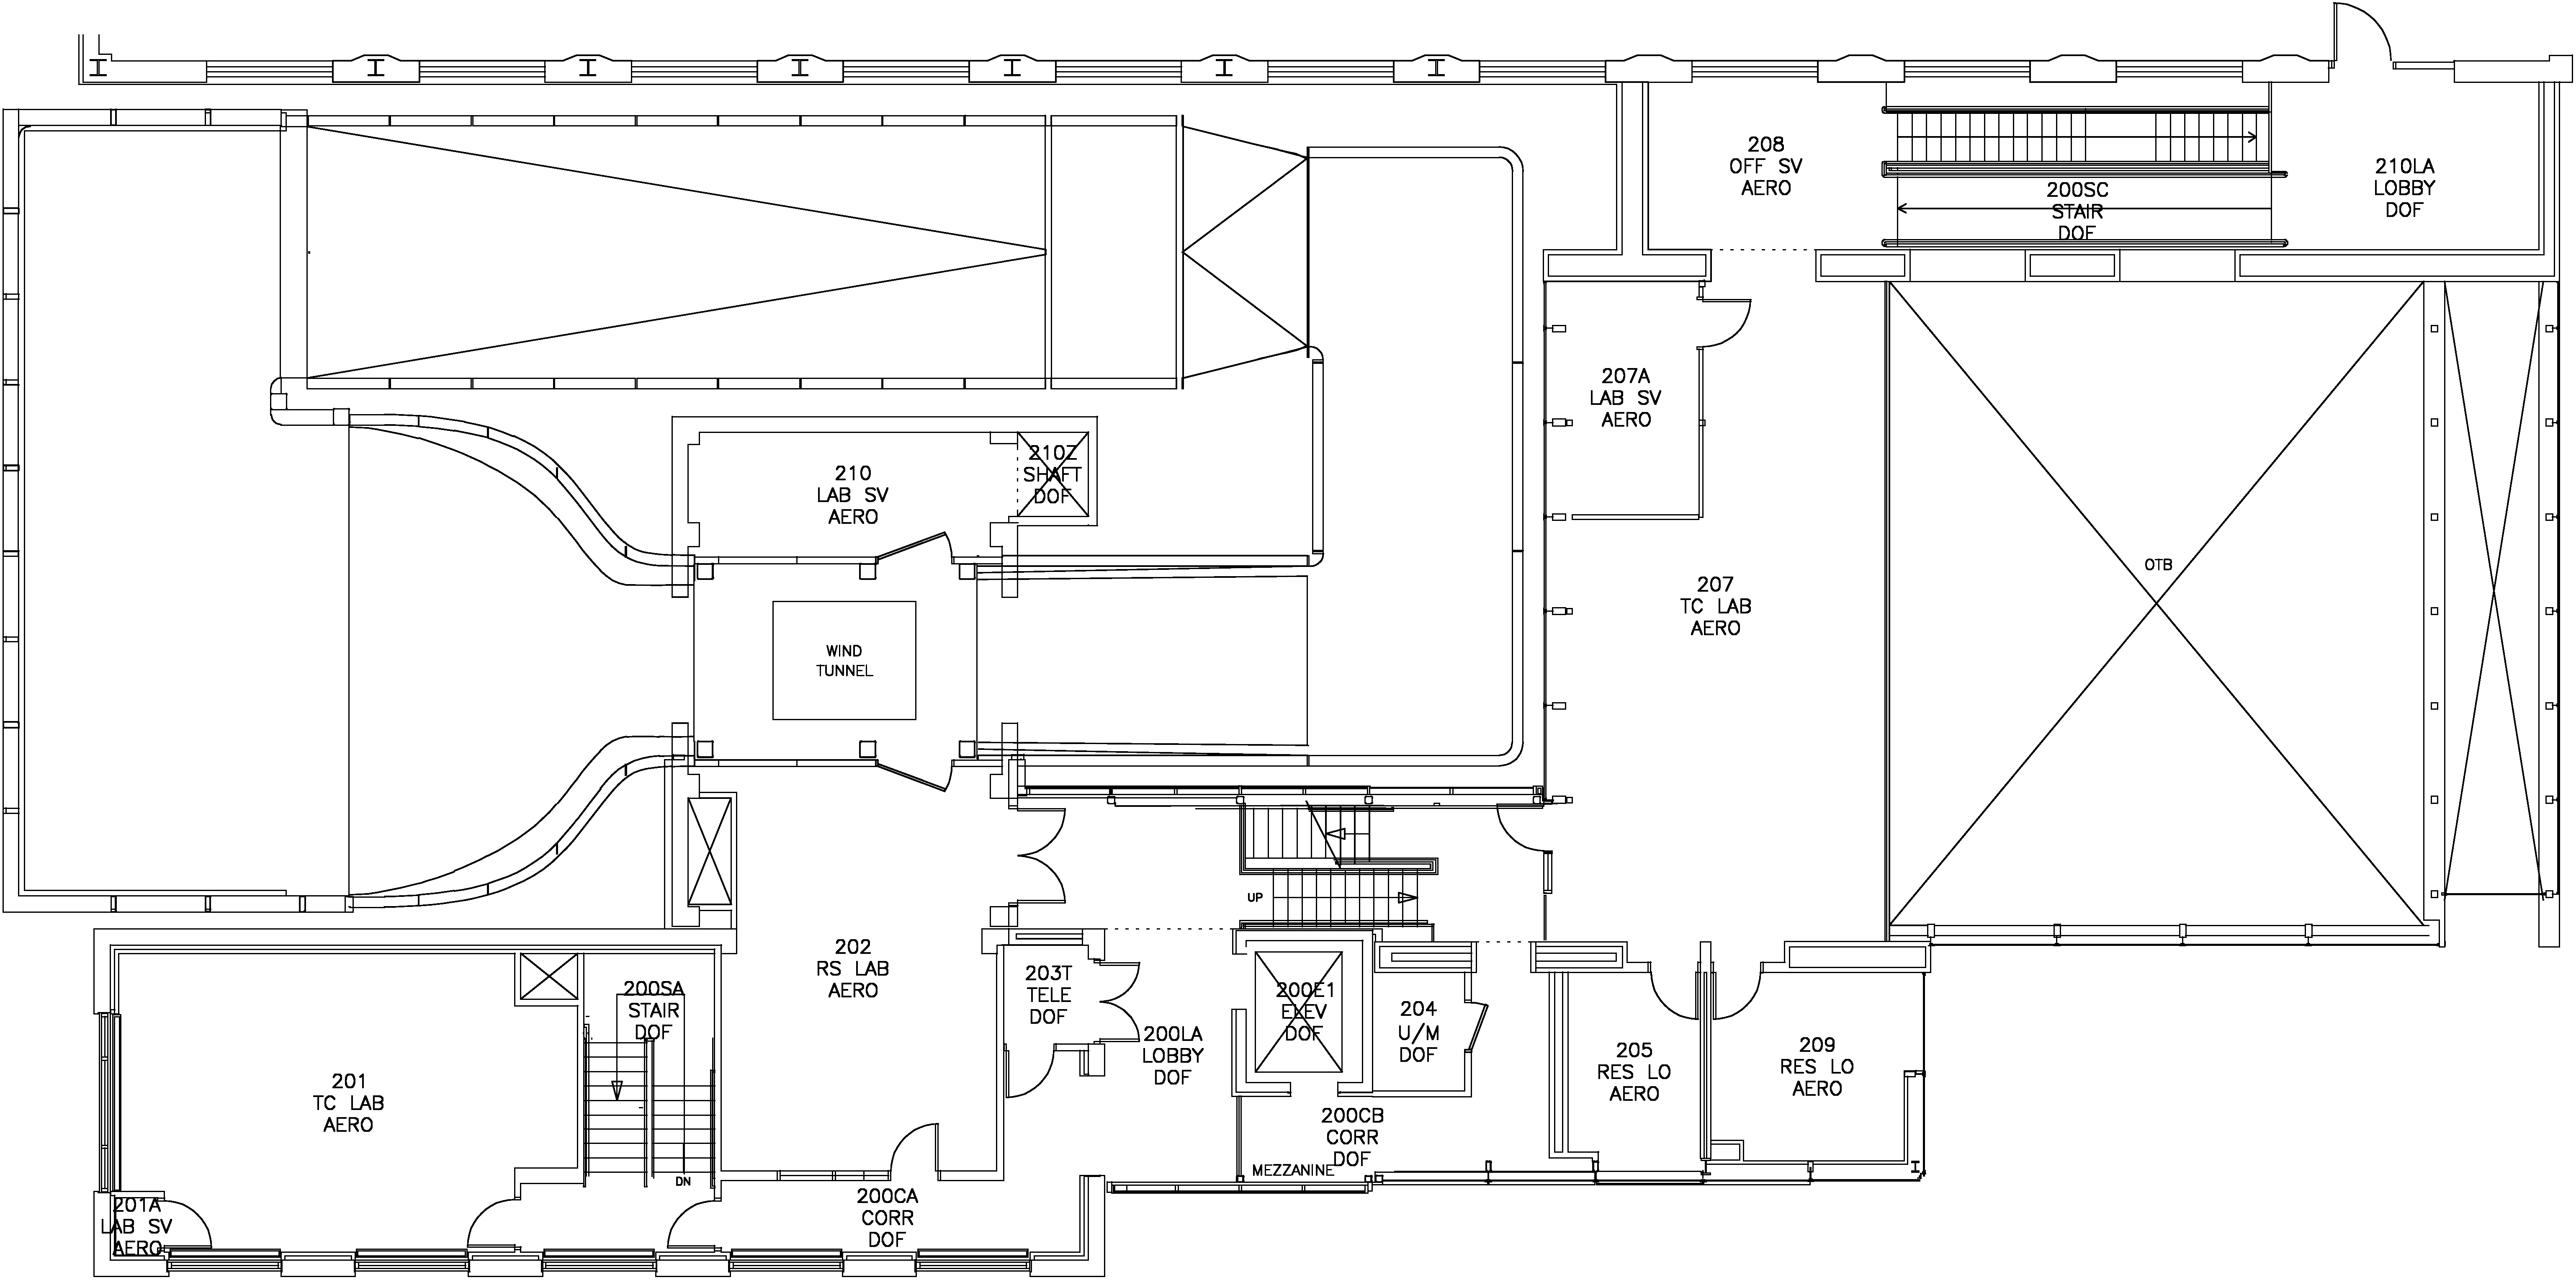 208
OFF SV
AERO
210LA
LOBBY
DOF
200SC
STAIR
DOF
207A
LAB SV
AERO
210
LAB SV
AERO
210Z
SHAFT
DOF
OTB
207
TC LAB
AERO
WIND
TUNNEL
UP
202
RS LAB
AERO
203T
TELE
DOF
200SA
STAIR
DOF
200E1
ELEV
DOF
204
U/M
DOF
200LA
LOBBY
DOF
205
RES LO
AERO
209
RES LO
AERO
201
TC LAB
AERO
200CB
CORR
DOF
MEZZANINE
DN
201A
LAB SV
AERO
200CA
CORR
DOF